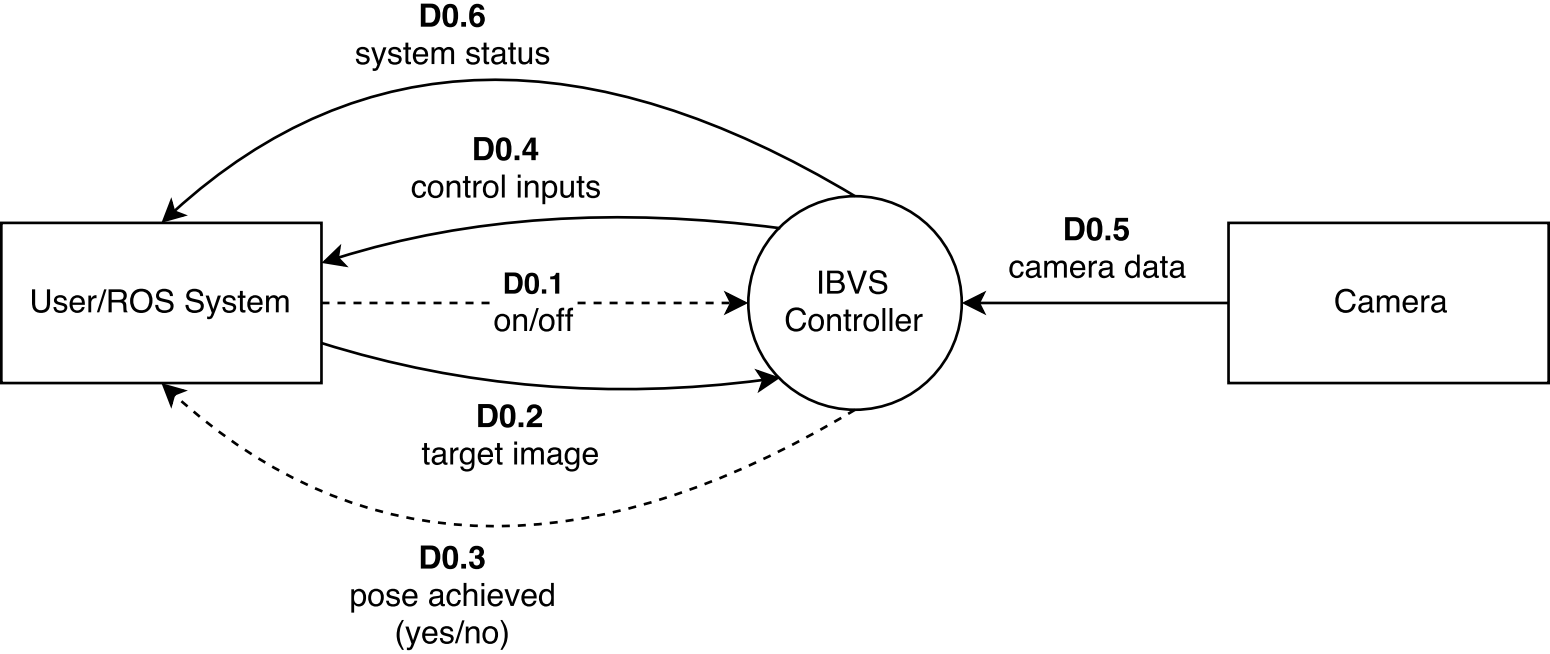 D0.6
system status
D0.4
control inputs
User/ROS System
D0.1
on/off
IBVS
Controller
D0.5
camera data
Camera
D0.2
target image
D0.3
pose achieved
(yes/no)